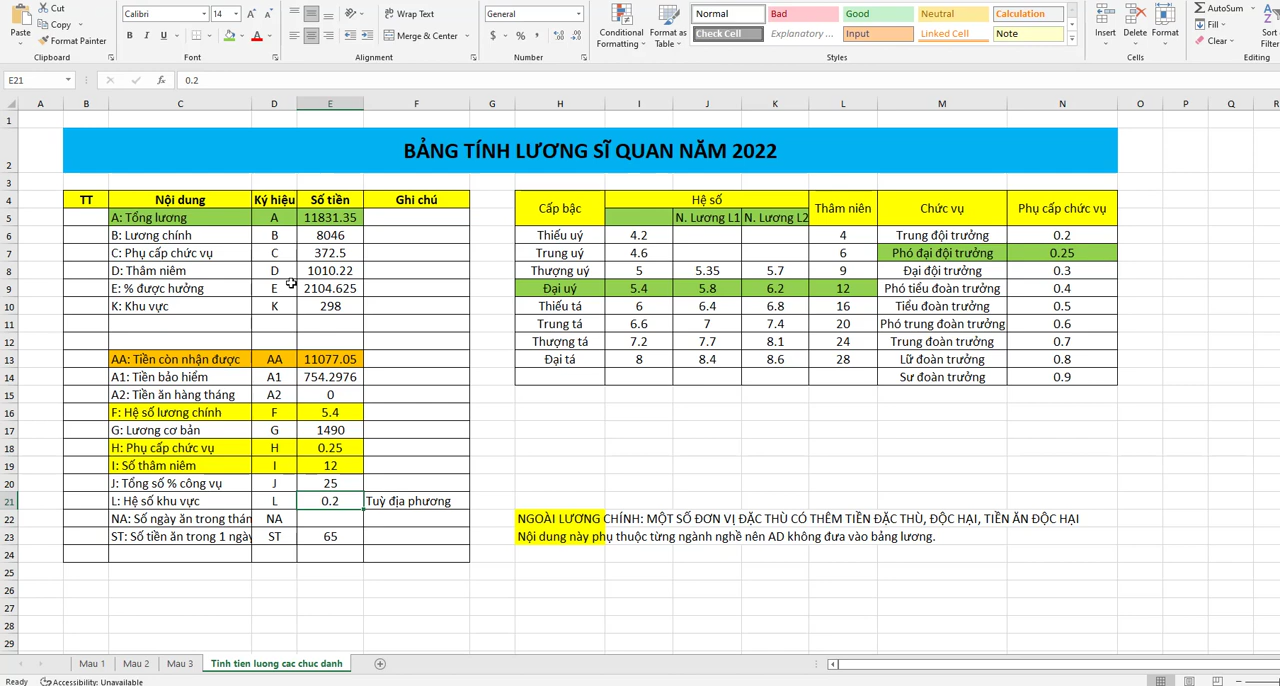 Cut
Copy
Format Painter
Paste
Clipboard
Calibri 14
B I U
Font
Wrap Text
Merge & Center
Alignment
General
$ % ,
Number
Conditional Formatting
Format as Table
Normal Bad Good Neutral Calculation
Check Cell Explanatory ... Input Linked Cell Note
Styles
Insert Delete Format
Cells
AutoSum
Fill
Clear
Sort
Filter
Editing
E21 fx 0.2
A B C D E F G H I J K L M N O P Q R
1
2 BẢNG TÍNH LƯƠNG SĨ QUAN NĂM 2022
3
4 TT Nội dung Ký hiệu Số tiền Ghi chú Cấp bậc Hệ số Thâm niên Chức vụ Phụ cấp chức vụ
5 A: Tổng lương A 11831.35 N. Lương L1 N. Lương L2
6 B: Lương chính B 8046 Thiếu uý 4.2 4 Trung đội trưởng 0.2
7 C: Phụ cấp chức vụ C 372.5 Trung uý 4.6 6 Phó đại đội trưởng 0.25
8 D: Thâm niêm D 1010.22 Thượng uý 5 5.35 5.7 9 Đại đội trưởng 0.3
9 E: % được hưởng E 2104.625 Đại uý 5.4 5.8 6.2 12 Phó tiểu đoàn trưởng 0.4
10 K: Khu vực K 298 Thiếu tá 6 6.4 6.8 16 Tiểu đoàn trưởng 0.5
11 Trung tá 6.6 7 7.4 20 Phó trung đoàn trưởng 0.6
12 Thượng tá 7.2 7.7 8.1 24 Trung đoàn trưởng 0.7
13 AA: Tiền còn nhận được AA 11077.05 Đại tá 8 8.4 8.6 28 Lữ đoàn trưởng 0.8
14 A1: Tiền bảo hiểm A1 754.2976 Sư đoàn trưởng 0.9
15 A2: Tiền ăn hàng tháng A2 0
16 F: Hệ số lương chính F 5.4
17 G: Lương cơ bản G 1490
18 H: Phụ cấp chức vụ H 0.25
19 I: Số thâm niêm I 12
20 J: Tổng số % công vụ J 25
21 L: Hệ số khu vực L 0.2 Tuỳ địa phương
22 NA: Số ngày ăn trong thán NA NGOÀI LƯƠNG CHÍNH: MỘT SỐ ĐƠN VỊ ĐẶC THÙ CÓ THÊM TIỀN ĐẶC THÙ, ĐỘC HẠI, TIỀN ĂN ĐỘC HẠI
23 ST: Số tiền ăn trong 1 ngày ST 65 Nội dung này phụ thuộc từng ngành nghề nên AD không đưa vào bảng lương.
24
25
26
27
28
29
Mau 1 Mau 2 Mau 3 Tinh tien luong cac chuc danh
Ready Accessibility: Unavailable